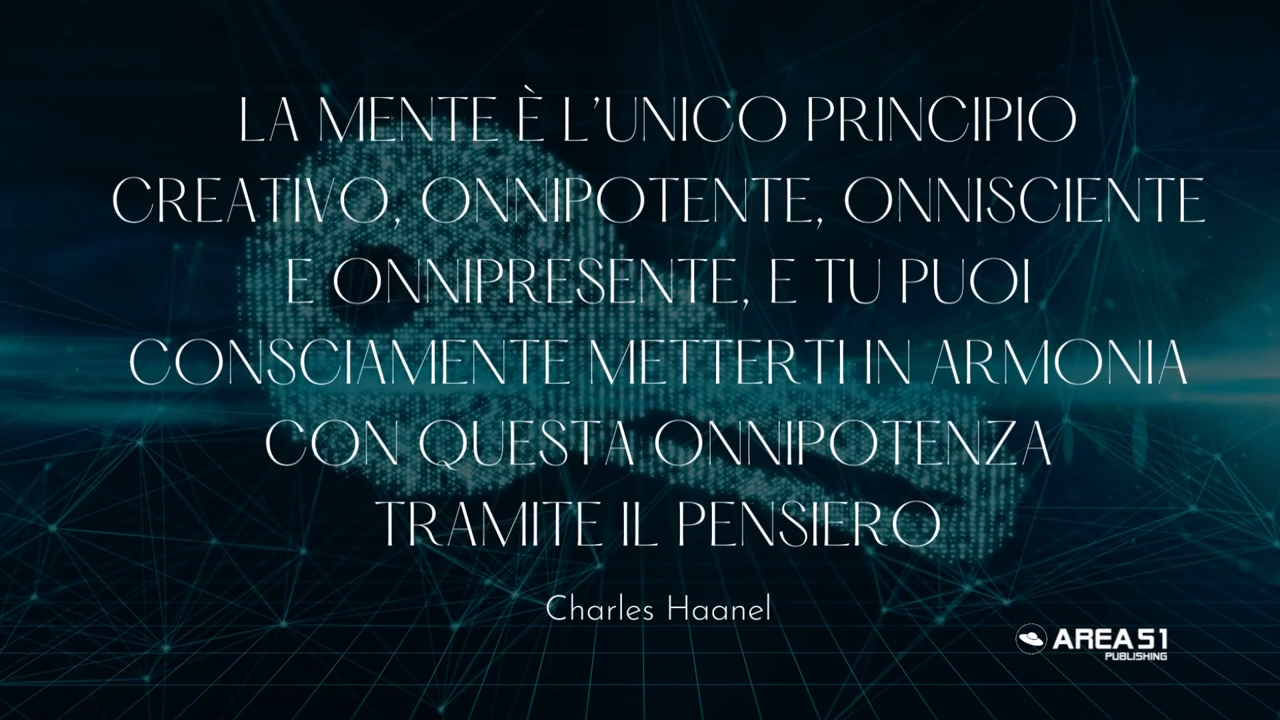 LA MENTE È L'UNICO PRINCIPIO
CREATIVO, ONNIPOTENTE, ONNISCIENTE
E ONNIPRESENTE, E TU PUOI
CONSCIAMENTE METTERTI IN ARMONIA
CON QUESTA ONNIPOTENZA
TRAMITE IL PENSIERO
Charles Haanel
AREA 51
PUBLISHING